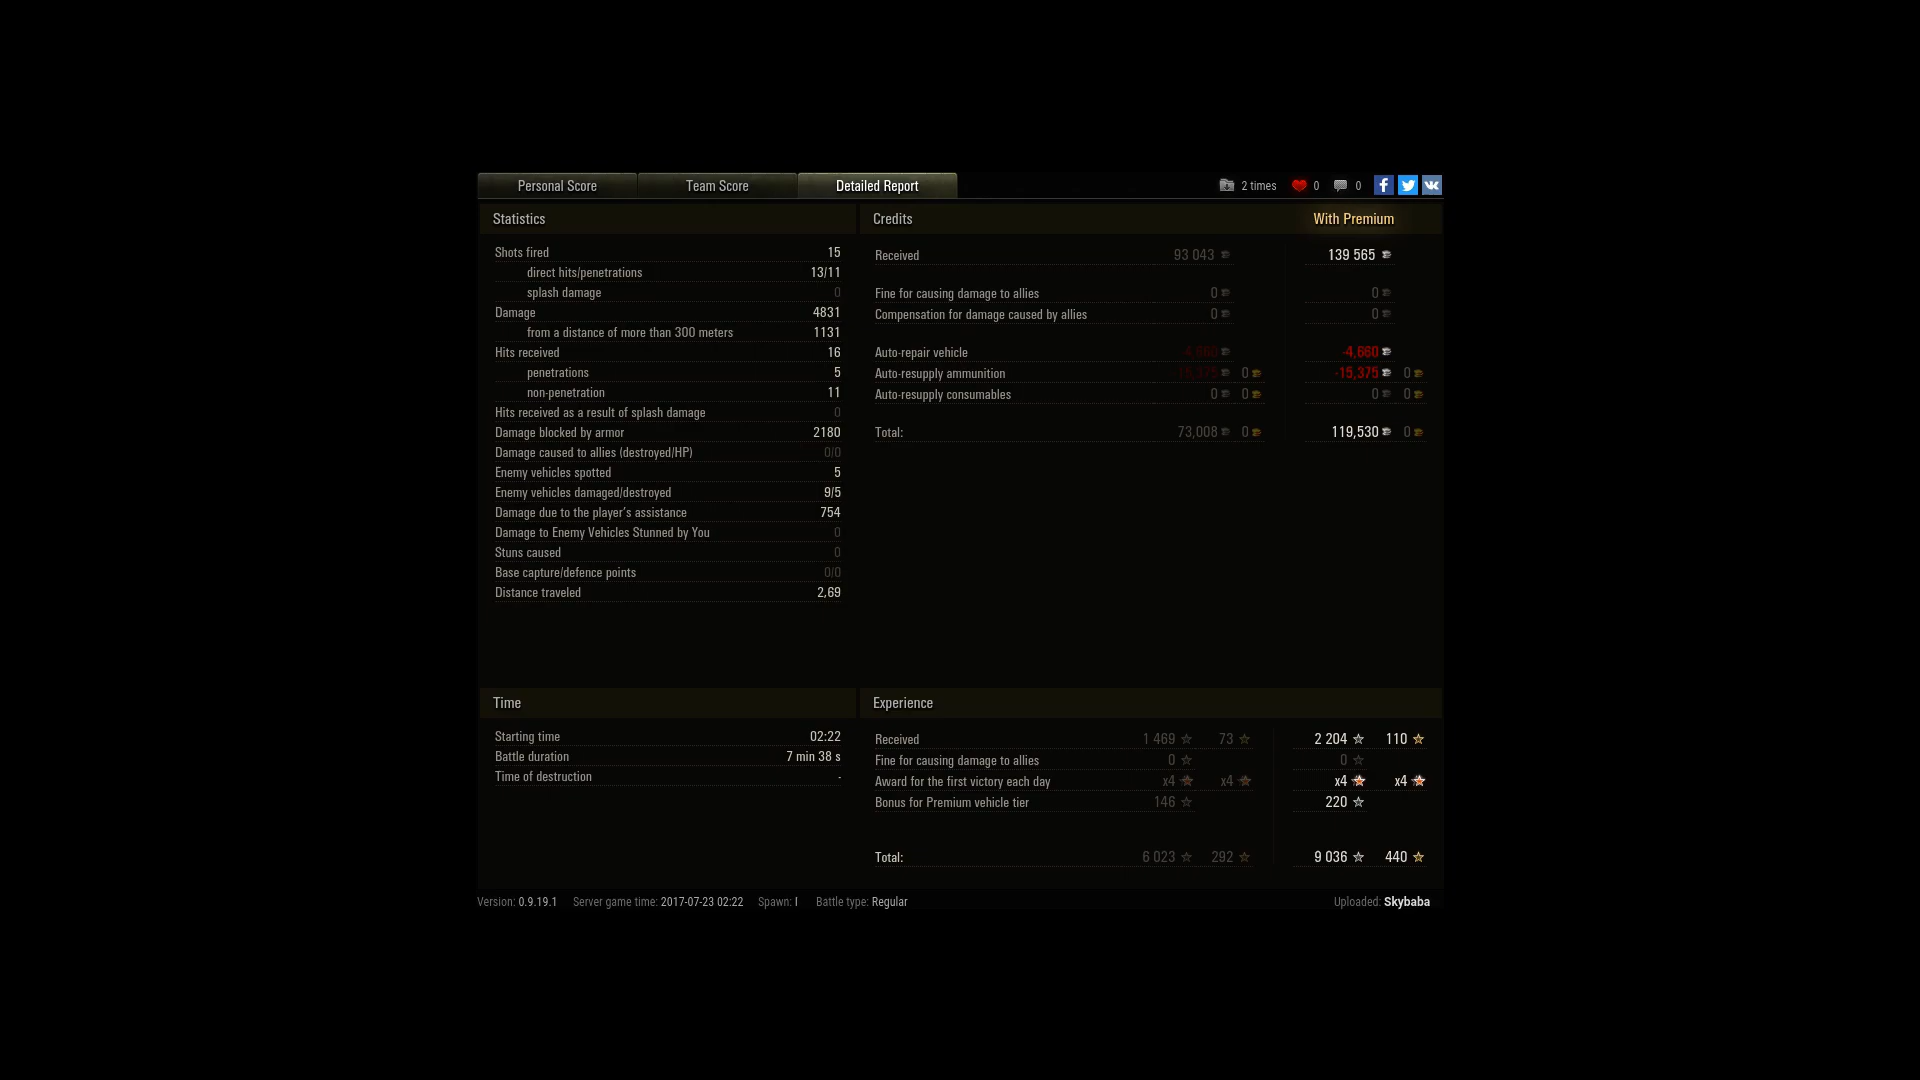 Personal Score Team Score Detailed Report 2 times 0 0
Statistics
Shots fired 15
direct hits/penetrations 13/11
splash damage 0
Damage 4831
from a distance of more than 300 meters 1131
Hits received 16
penetrations 5
non-penetration 11
Hits received as a result of splash damage 0
Damage blocked by armor 2180
Damage caused to allies (destroyed/HP) 0/0
Enemy vehicles spotted 5
Enemy vehicles damaged/destroyed 9/5
Damage due to the player's assistance 754
Damage to Enemy Vehicles Stunned by You 0
Stuns caused 0
Base capture/defence points 0/0
Distance traveled 2,69
Credits With Premium
Received 93 043 139 565
Fine for causing damage to allies 0 0
Compensation for damage caused by allies 0 0
Auto-repair vehicle -4,660 -4,660
Auto-resupply ammunition -15,375 0 -15,375 0
Auto-resupply consumables 0 0 0 0
Total: 73,008 0 119,530 0
Time
Starting time 02:22
Battle duration 7 min 38 s
Time of destruction -
Experience
Received 1 469 73 2 204 110
Fine for causing damage to allies 0 0
Award for the first victory each day x4 x4 x4 x4
Bonus for Premium vehicle tier 146 220
Total: 6 023 292 9 036 440
Version: 0.9.19.1 Server game time: 2017-07-23 02:22 Spawn: I Battle type: Regular Uploaded: Skybaba